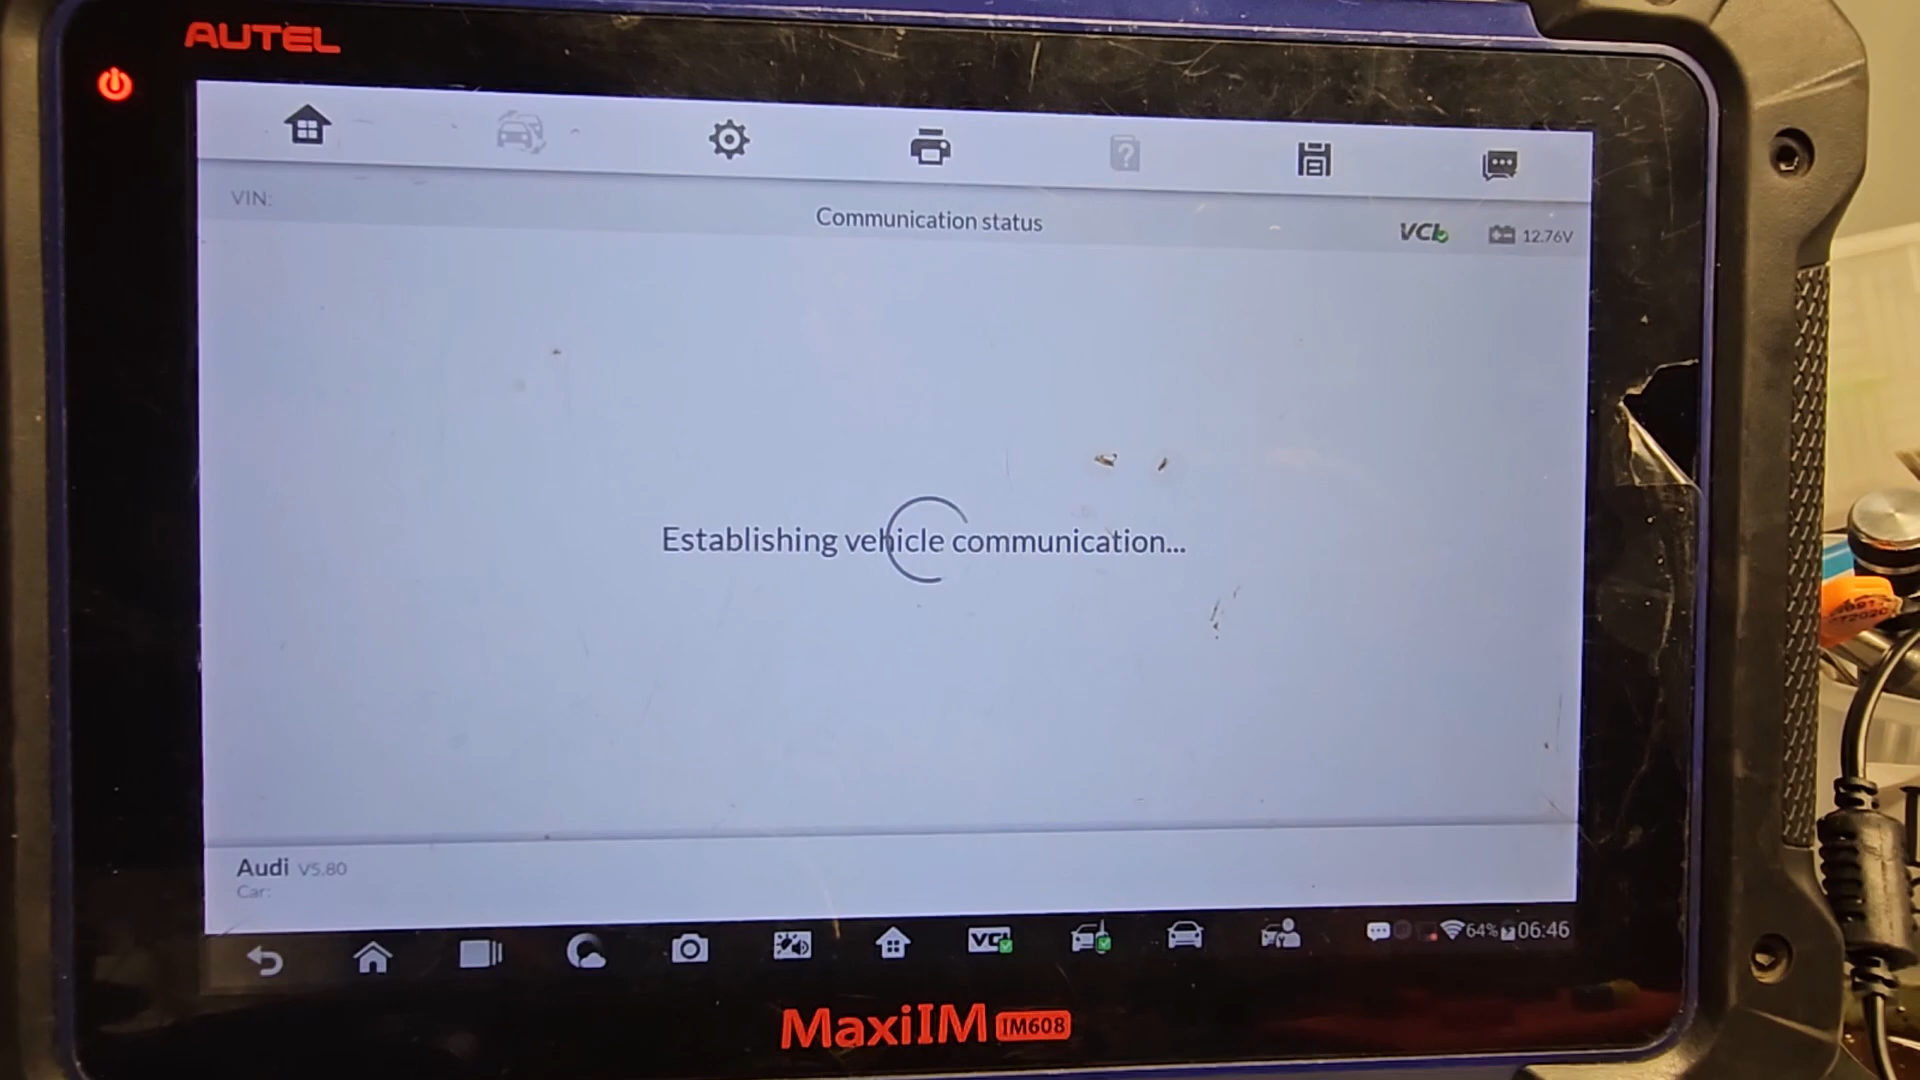 AUTEL
VIN:
Communication status
VCI
12.76V
Establishing vehicle communication...
Audi V5.80
Car:
VCI
64%
06:46
MaxiIM IM608